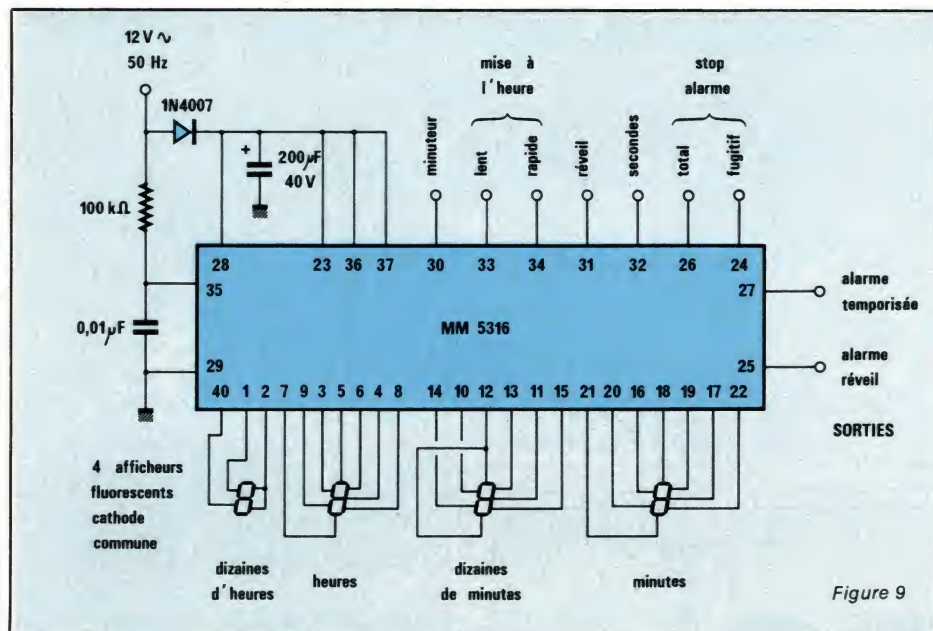 12 V ∿
50 Hz
1N4007
+
200 µF
40 V
100 kΩ
0,01 µF
minuteur
mise à
l'heure
lent
rapide
réveil
secondes
stop
alarme
total
fugitif
28 23 36 37 30 33 34 31 32 26 24
35
27
alarme
temporisée
MM 5316
29
25
alarme
réveil
40 1 2 7 9 3 5 6 4 8 14 10 12 13 11 15 21 20 16 18 19 17 22
SORTIES
4 afficheurs
fluorescents
cathode
commune
dizaines
d'heures
heures
dizaines
de minutas
minutes
Figure 9